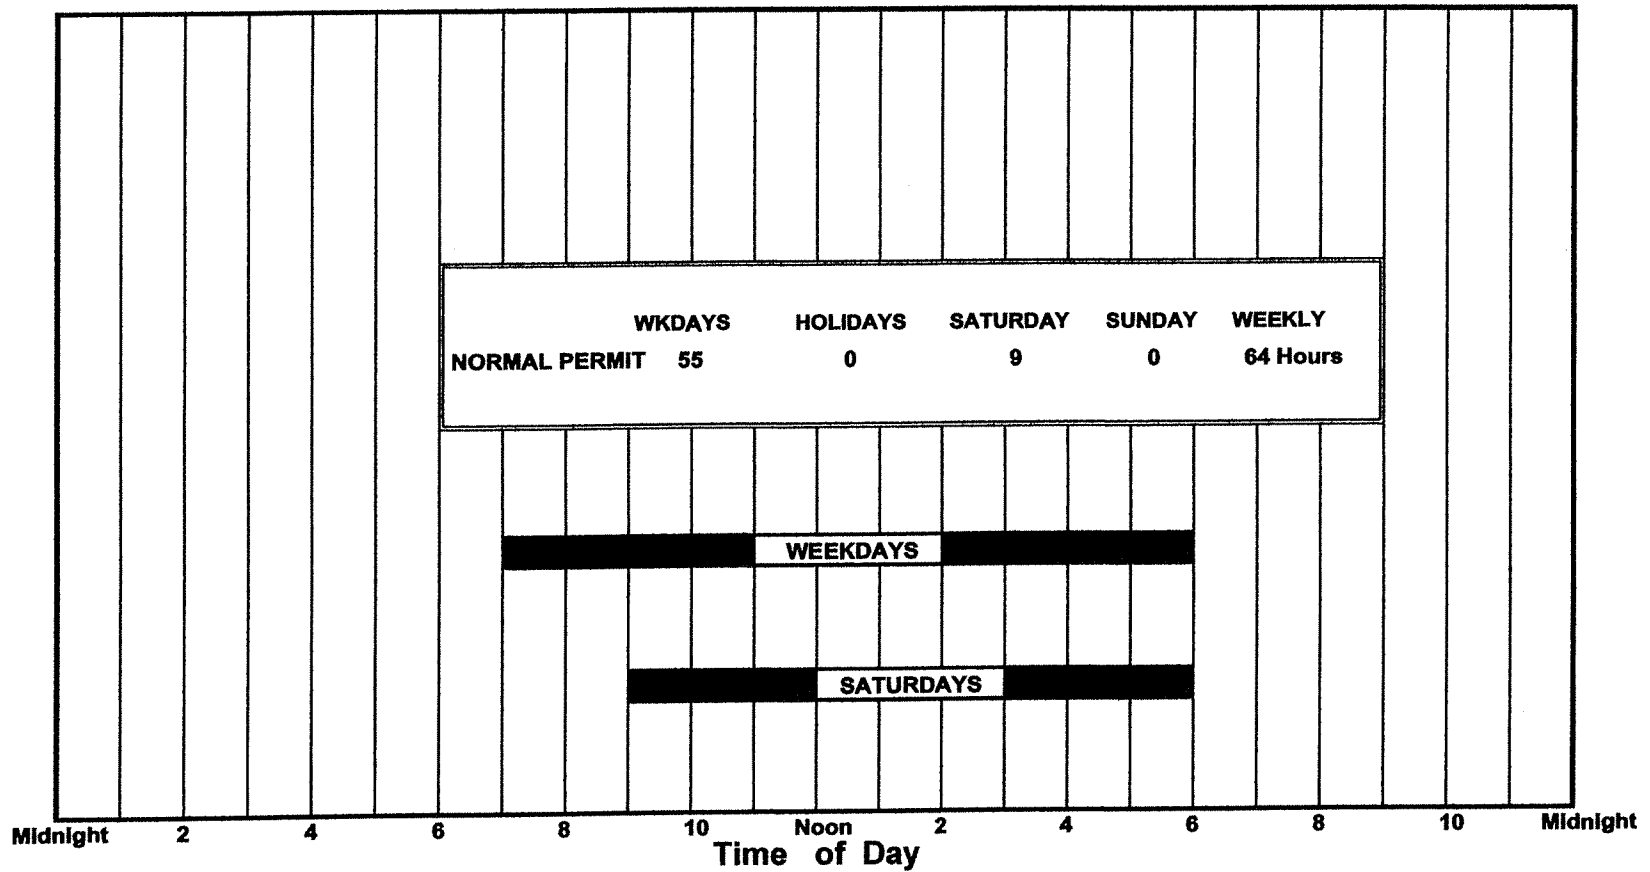 WKDAYS HOLIDAYS SATURDAY SUNDAY WEEKLY
NORMAL PERMIT 55 0 9 0 64 Hours
WEEKDAYS
SATURDAYS
Midnight 2 4 6 8 10 Noon 2 4 6 8 10 Midnight
Time of Day